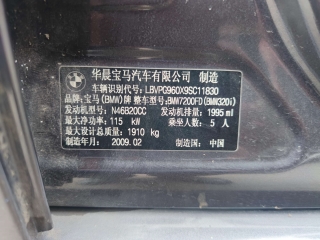 华晨宝马汽车有限公司 制造
车辆识别代号: LBVPQ960X9SC11830
品牌: 宝马(BMW)牌 整车型号: BMW7200FD(BMW320i)
发动机型号: N46B20CC 发动机排量: 1995 ml
最大净功率: 115 kW 乘坐人数: 5 人
最大设计总质量: 1910 kg
制造年月: 2009.02 制造国: 中国